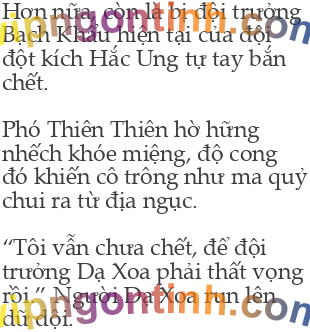 Hơn nữa, còn là bị đội trưởng
Bạch Khấu hiện tại của đội
đột kích Hắc Ưng tự tay bắn
chết.
Phó Thiên Thiên hờ hững
nhếch khóe miệng, độ cong
đó khiến cô trông như ma quỷ
chui ra từ địa ngục.
“Tôi vẫn chưa chết, để đội
trưởng Dạ Xoa phải thất vọng
rồi.” Người Dạ Xoa run lên
dữ dội.